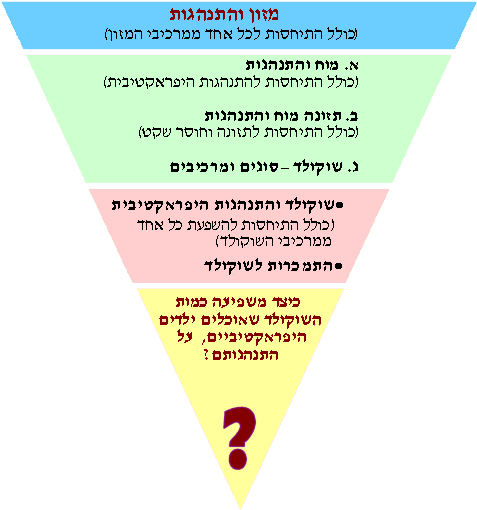 מזון והתנהגות
(כולל התיחסות לכל אחד ממרכיבי המזון)
א. מוח והתנהגות
(כולל התיחסות להתנהגות היפראקטיבית)
ב. תזונה מוח והתנהגות
(כולל התיחסות לתזונה וחוסר שקט)
ג. שוקולד – סוגים ומרכיבים
•שוקולד והתנהגות היפראקטיבית
(כולל התיחסות להשפעת כל אחד
ממרכיבי השוקולד)
•התמכרות לשוקולד
כיצד משפיעה כמות
השוקולד שאוכלים ילדים
היפראקטיביים, על
התנהגותם?
?